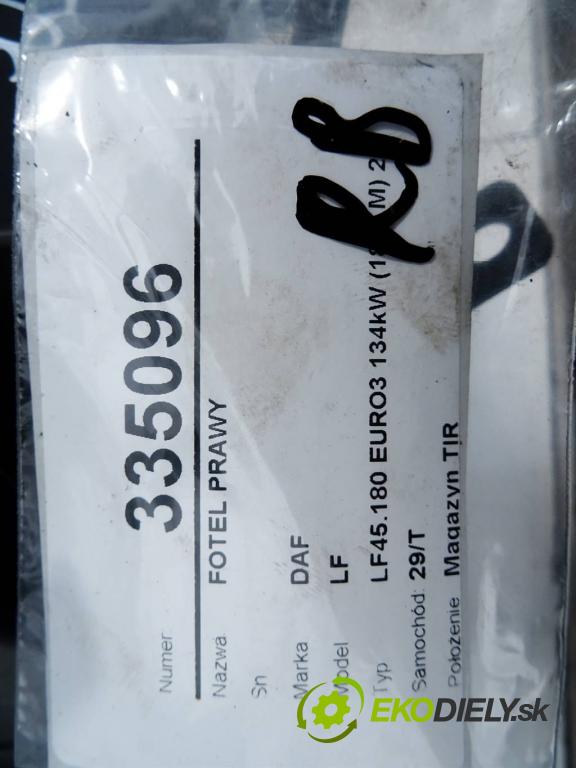 Numer 335096
Nazwa FOTEL PRAWY
Sn
Marka DAF
Model LF
Typ LF45.180 EURO3 134kW
Samochód: 29/T
Położenie Magazyn TIR
RB
EKODIELY.sk